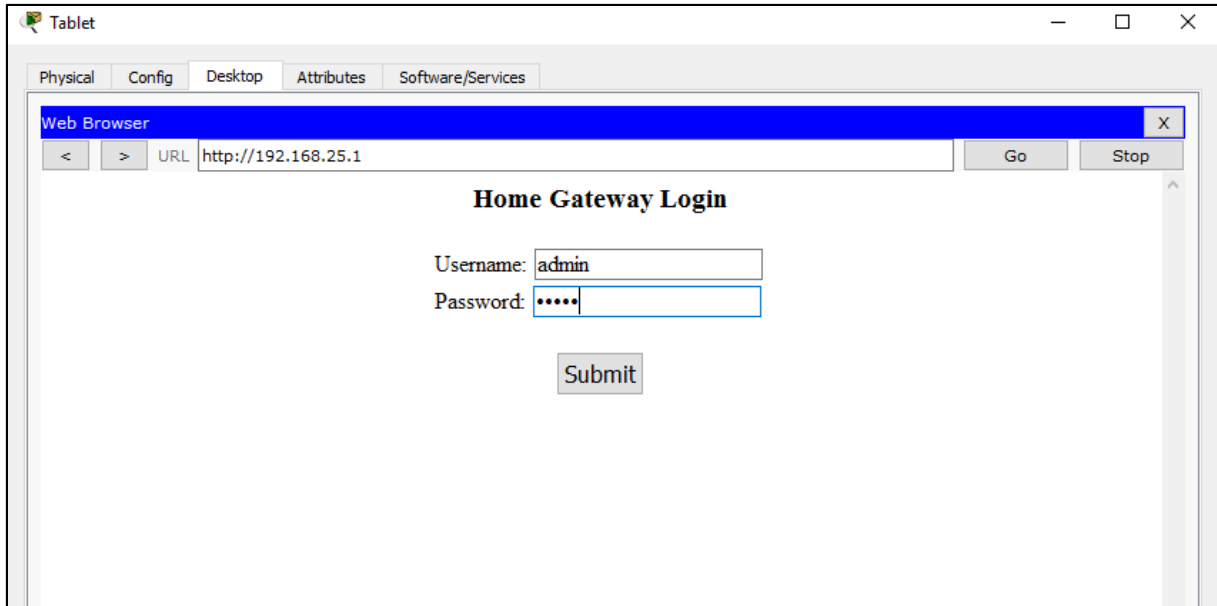 Tablet
Physical Config Desktop Attributes Software/Services
Web Browser X
< > URL http://192.168.25.1 Go Stop
Home Gateway Login
Username: admin
Password: •••••
Submit